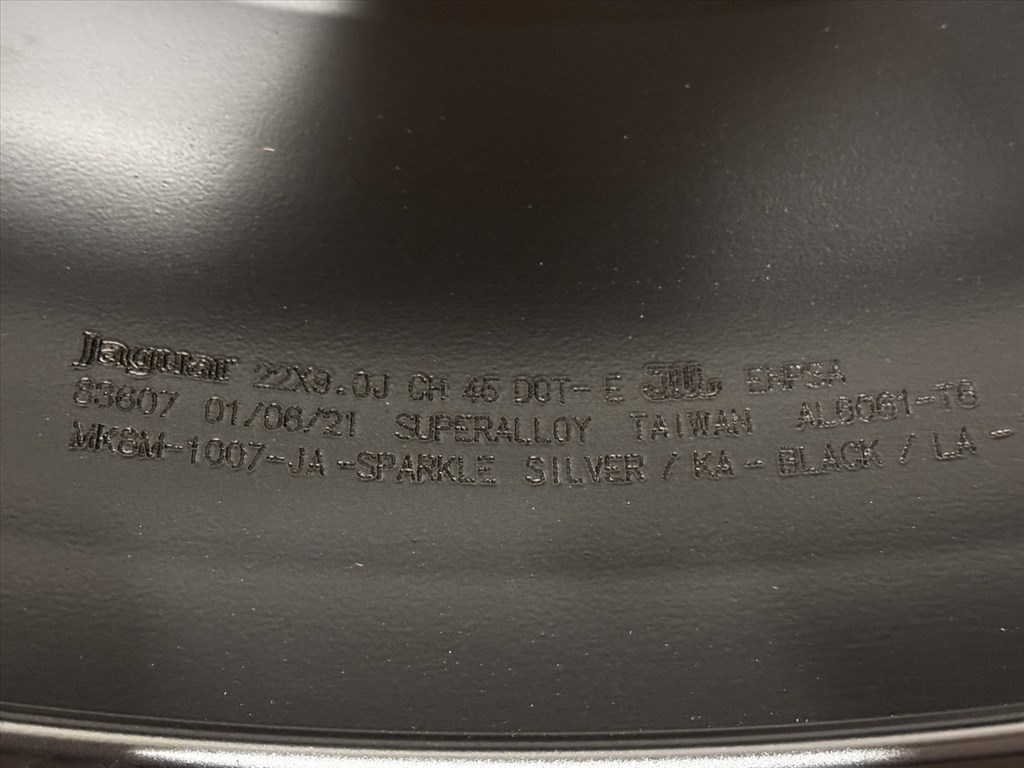 Jaguar 22X9.0J CH 45 DOT-E JWL EHPSA
83607 01/06/21 SUPERALLOY TAIWAN AL6061-T6
MK8M-1007-JA-SPARKLE SILVER / KA- BLACK / LA -